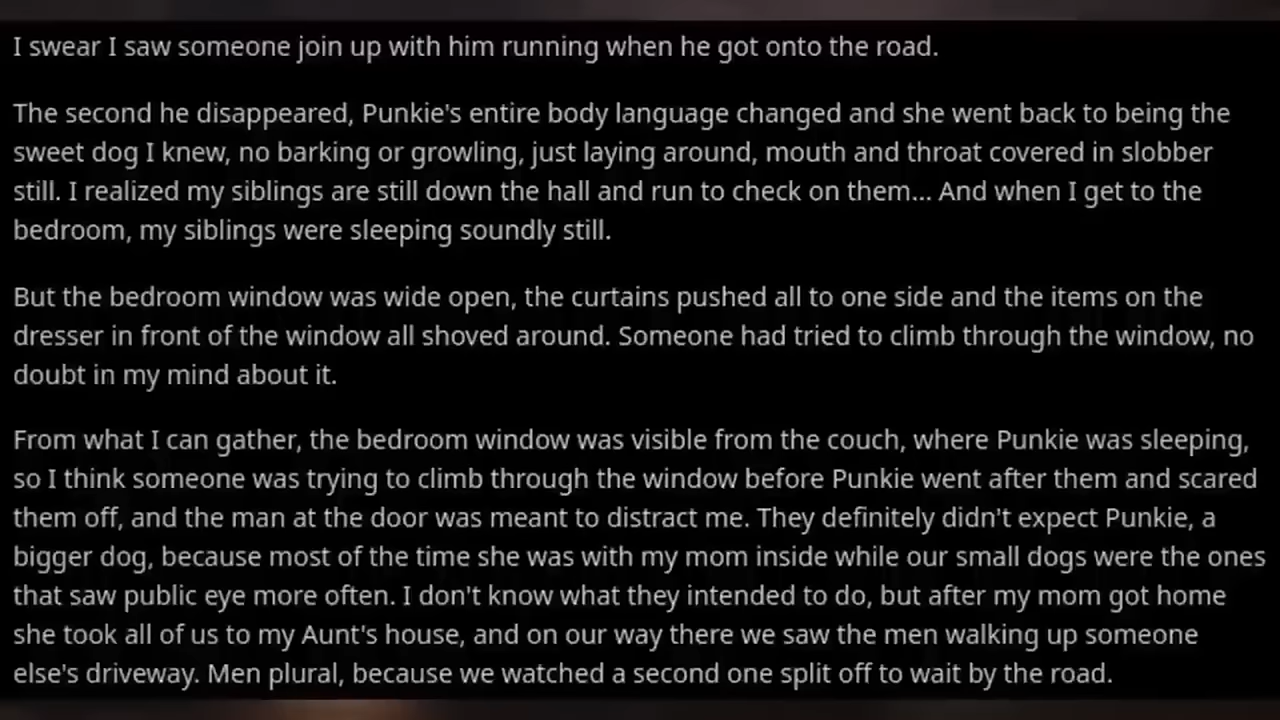 I swear I saw someone join up with him running when he got onto the road.
The second he disappeared, Punkie's entire body language changed and she went back to being the
sweet dog I knew, no barking or growling, just laying around, mouth and throat covered in slobber
still. I realized my siblings are still down the hall and run to check on them... And when I get to the
bedroom, my siblings were sleeping soundly still.
But the bedroom window was wide open, the curtains pushed all to one side and the items on the
dresser in front of the window all shoved around. Someone had tried to climb through the window, no
doubt in my mind about it.
From what I can gather, the bedroom window was visible from the couch, where Punkie was sleeping,
so I think someone was trying to climb through the window before Punkie went after them and scared
them off, and the man at the door was meant to distract me. They definitely didn't expect Punkie, a
bigger dog, because most of the time she was with my mom inside while our small dogs were the ones
that saw public eye more often. I don't know what they intended to do, but after my mom got home
she took all of us to my Aunt's house, and on our way there we saw the men walking up someone
else's driveway. Men plural, because we watched a second one split off to wait by the road.